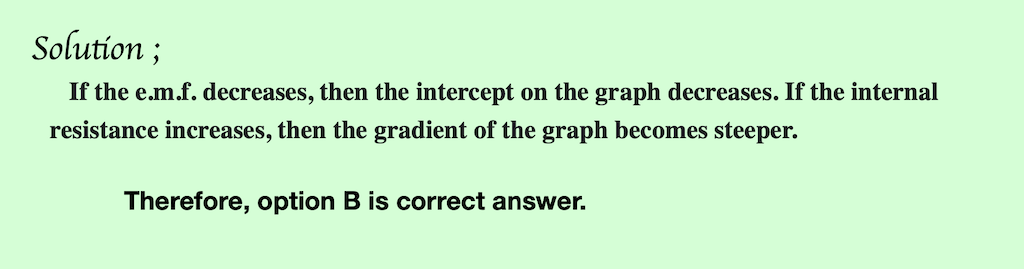 Solution ;
If the e.m.f. decreases, then the intercept on the graph decreases. If the internal
resistance increases, then the gradient of the graph becomes steeper.
Therefore, option B is correct answer.